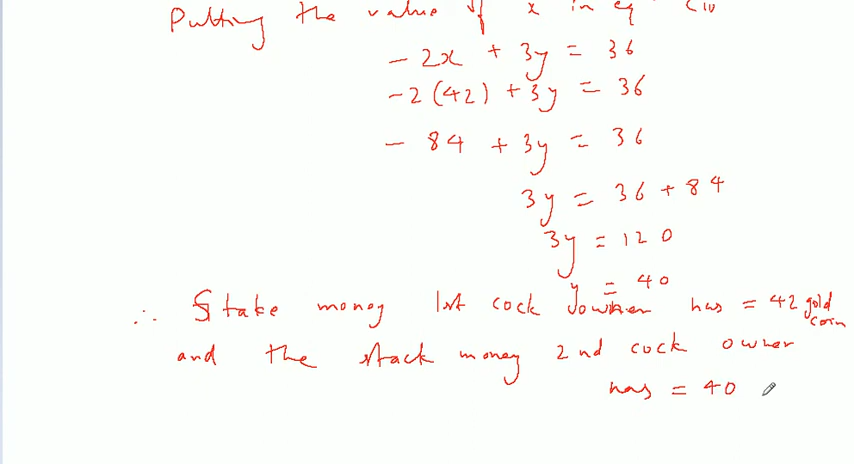 Putting the value of x in eq
- 2x + 3y = 36
-2 (42) + 3y = 36
- 84 + 3y = 36
3y = 36 + 84
3y = 120
y = 40
∴ Stake money 1st cock owner has = 42 gold coin
and the stack money 2nd cock owner
has = 40